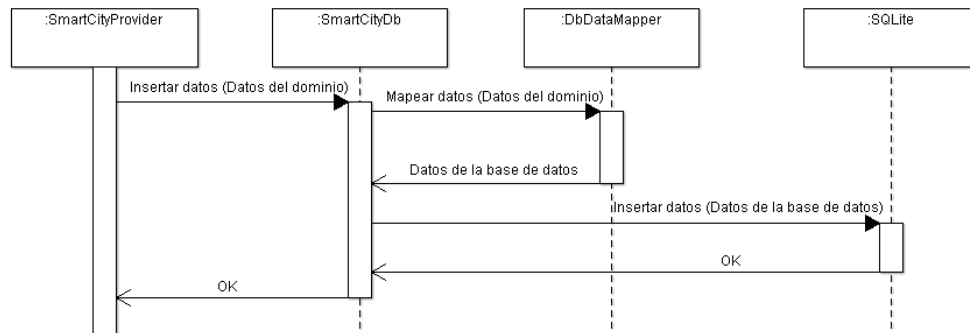 :SmartCityProvider
:SmartCityDb
:DbDataMapper
:SQLite
Insertar datos (Datos del dominio)
Mapear datos (Datos del dominio)
Datos de la base de datos
Insertar datos (Datos de la base de datos)
OK
OK